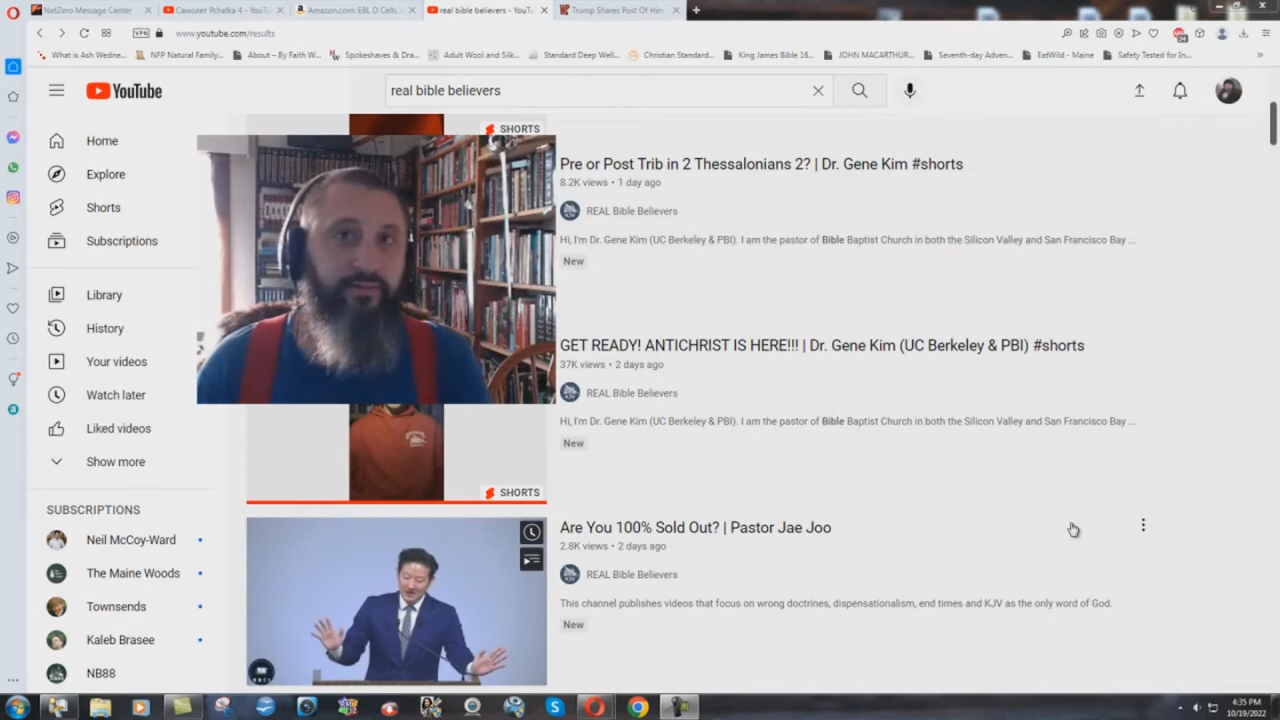 NetZero Message Center
Самолет Pchelka 4 - YouTu
Amazon.com: EBL D Cells
real bible believers - YouT
Trump Shares Post Of Him
VPN
www.youtube.com/results
What is Ash Wedne...
NFP Natural Family...
About – By Faith W...
Spokeshaves & Dra...
Adult Wool and Silk...
Standard Deep Well...
Christian Standard...
King James Bible 16...
JOHN MACARTHUR...
Seventh-day Adven...
EatWild - Maine
Safety Tested for In...
YouTube
real bible believers
Home
Explore
Shorts
Subscriptions
Library
History
Your videos
Watch later
Liked videos
Show more
SUBSCRIPTIONS
Neil McCoy-Ward
The Maine Woods
Townsends
Kaleb Brasee
NB88
SHORTS
Pre or Post Trib in 2 Thessalonians 2? | Dr. Gene Kim #shorts
8.2K views • 1 day ago
REAL Bible Believers
Hi, I'm Dr. Gene Kim (UC Berkeley & PBI). I am the pastor of Bible Baptist Church in both the Silicon Valley and San Francisco Bay ...
New
GET READY! ANTICHRIST IS HERE!!! | Dr. Gene Kim (UC Berkeley & PBI) #shorts
37K views • 2 days ago
REAL Bible Believers
Hi, I'm Dr. Gene Kim (UC Berkeley & PBI). I am the pastor of Bible Baptist Church in both the Silicon Valley and San Francisco Bay ...
New
SHORTS
Are You 100% Sold Out? | Pastor Jae Joo
2.8K views • 2 days ago
REAL Bible Believers
This channel publishes videos that focus on wrong doctrines, dispensationalism, end times and KJV as the only word of God.
New
4:35 PM
10/19/2022